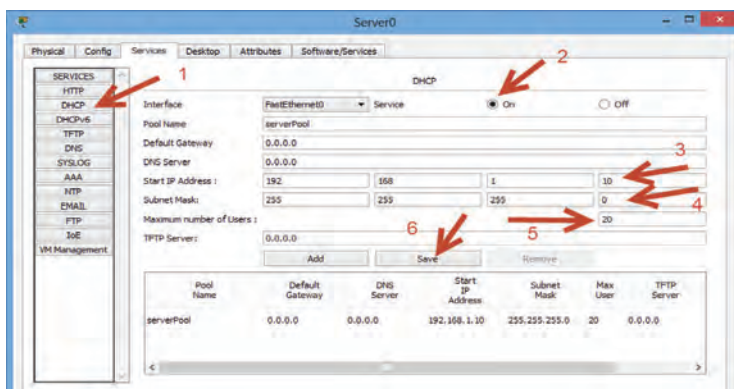 Server0
Physical Config Services Desktop Attributes Software/Services
SERVICES
HTTP
DHCP
DHCPv6
TFTP
DNS
SYSLOG
AAA
NTP
EMAIL
FTP
IoE
VM Management
1
2
DHCP
Interface FastEthernet0 Service On Off
Pool Name serverPool
Default Gateway 0.0.0.0
DNS Server 0.0.0.0
3
Start IP Address : 192 168 1 10
Subnet Mask: 255 255 255 0
4
Maximum number of Users : 20
5
6
TFTP Server: 0.0.0.0
Add Save Remove
Pool Name Default Gateway DNS Server Start IP Address Subnet Mask Max User TFTP Server
serverPool 0.0.0.0 0.0.0.0 192.168.1.10 255.255.255.0 20 0.0.0.0